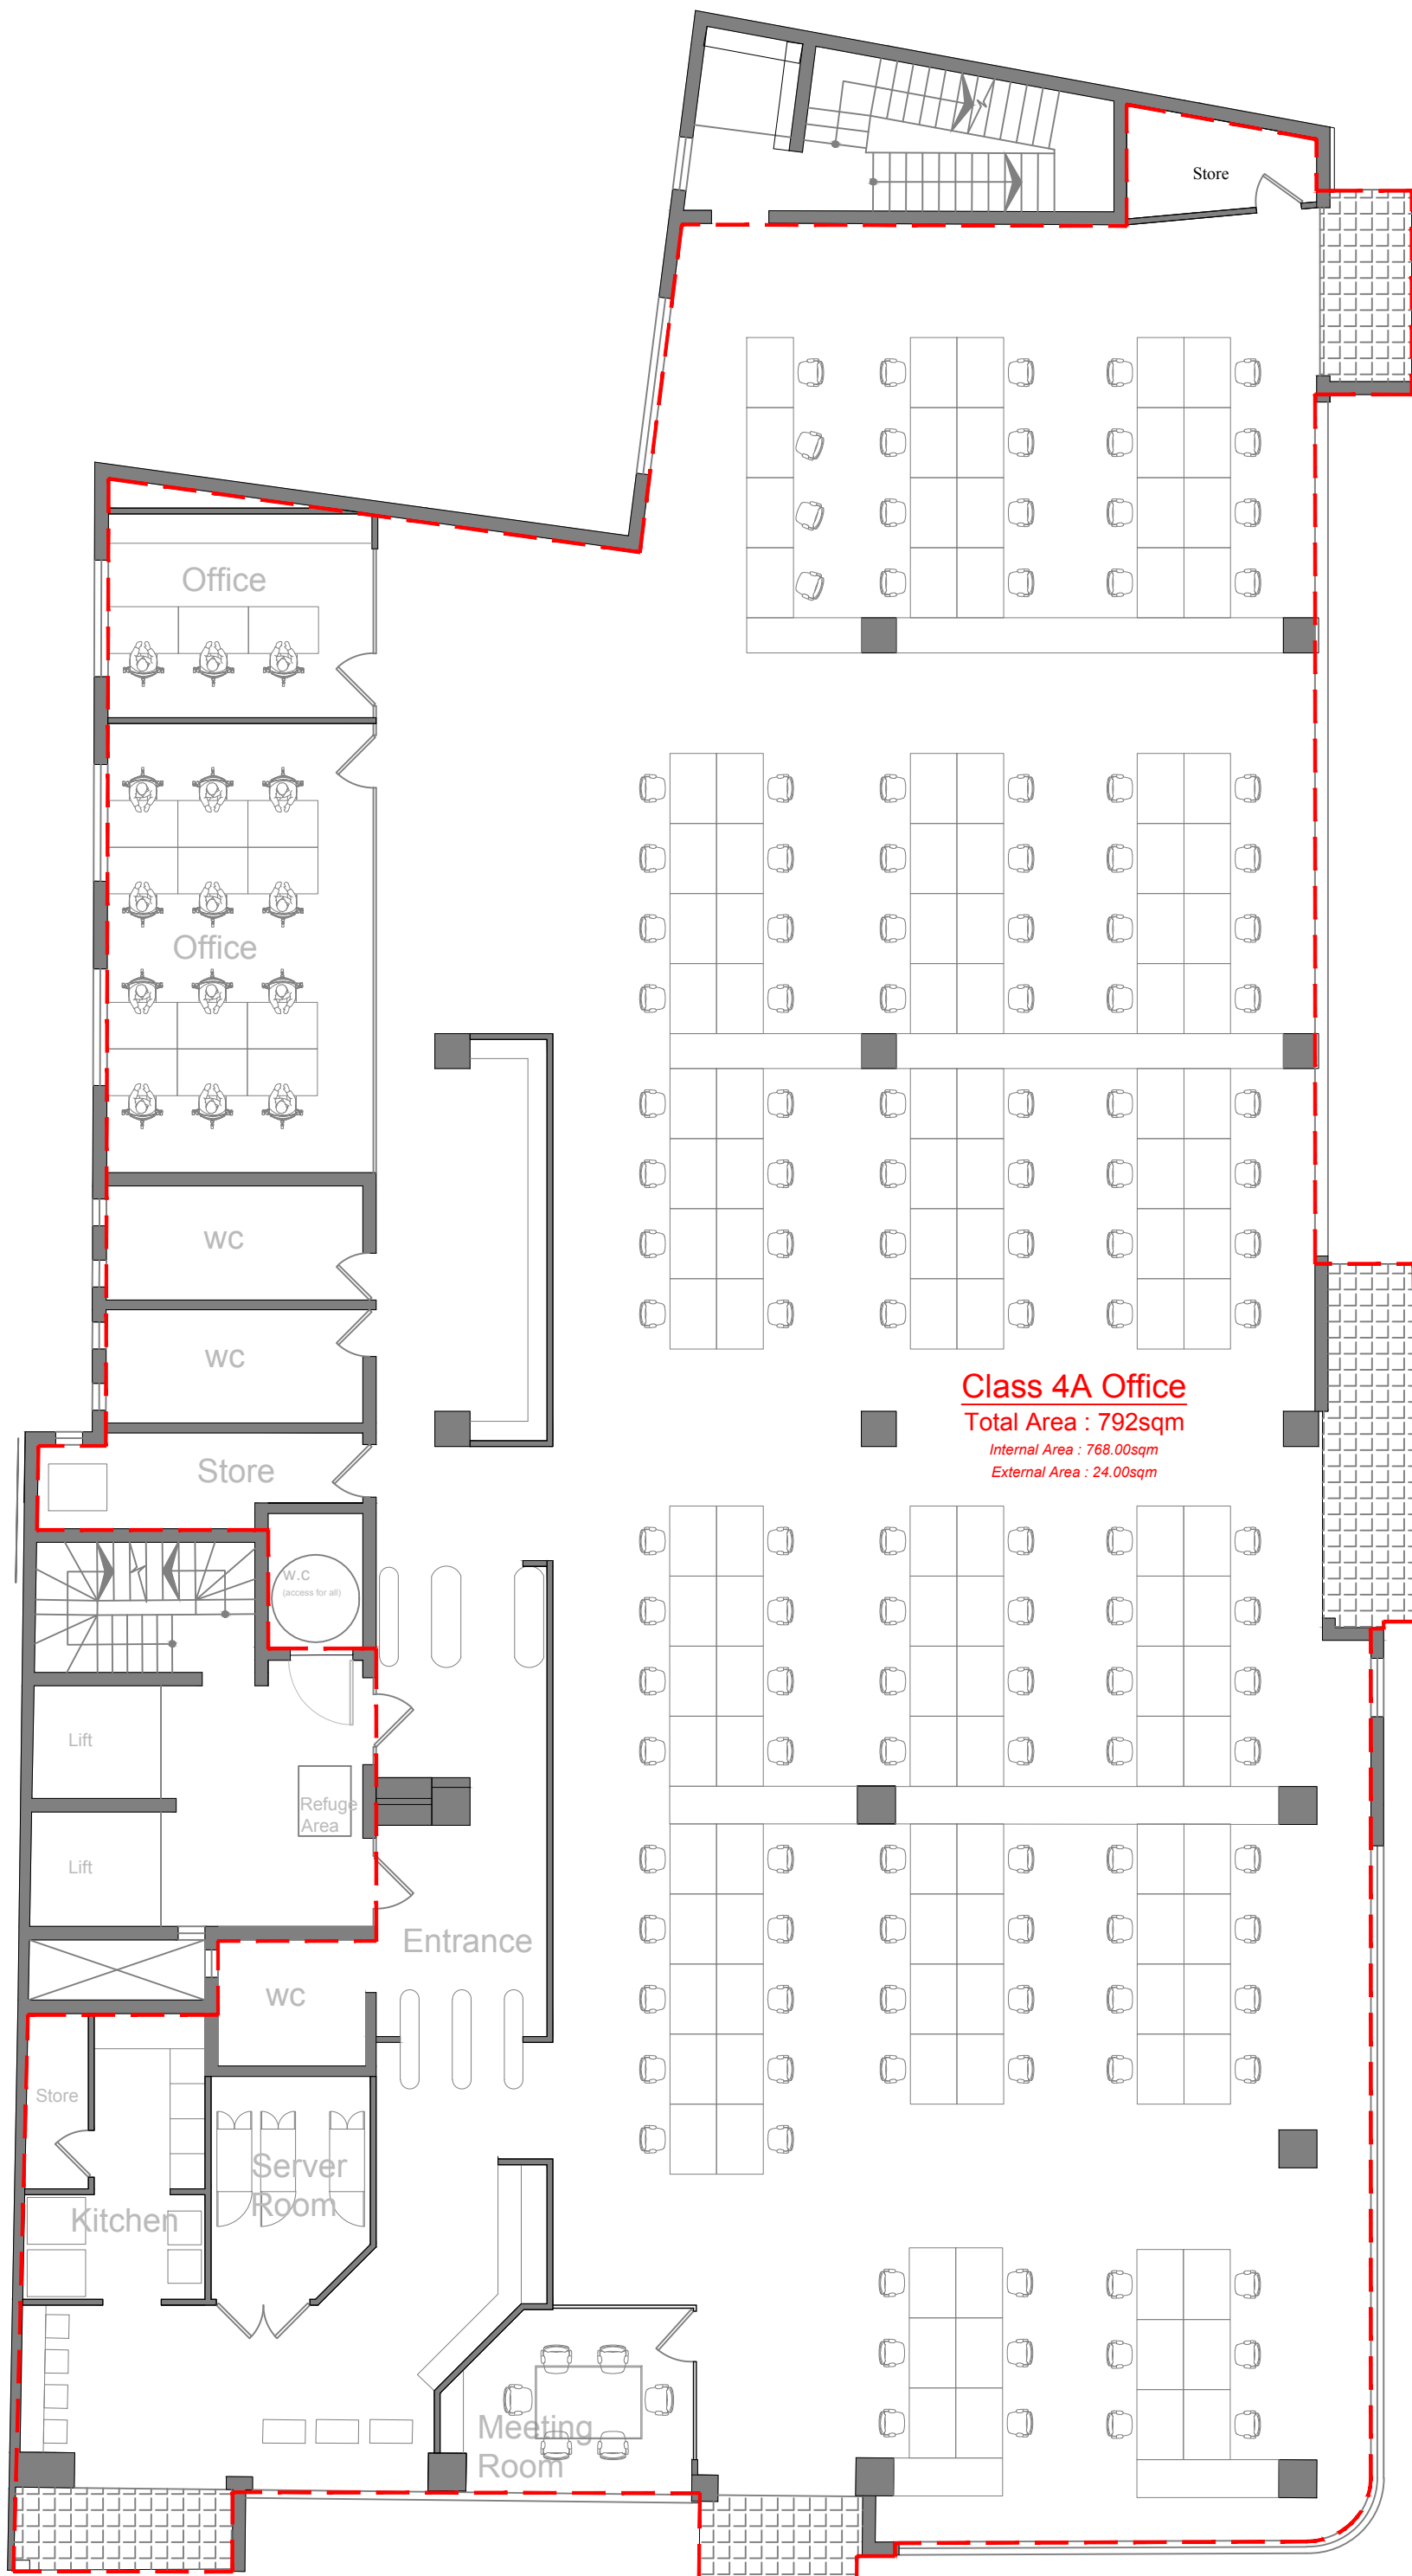 Store
Office
Office
WC
WC
Class 4A Office
Total Area : 792sqm
Internal Area : 768.00sqm
External Area : 24.00sqm
Store
W.C
(access for all)
Lift
Refuge
Area
Lift
Entrance
WC
Store
Server
Room
Kitchen
Meeting
Room